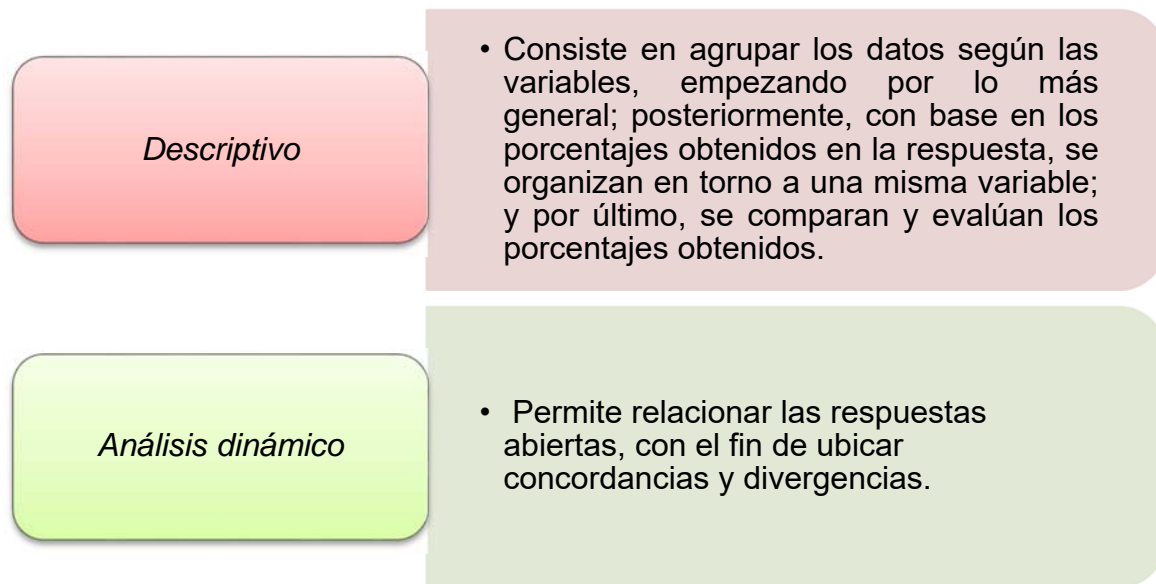 Descriptivo
• Consiste en agrupar los datos según las
variables, empezando por lo más
general; posteriormente, con base en los
porcentajes obtenidos en la respuesta, se
organizan en torno a una misma variable;
y por último, se comparan y evalúan los
porcentajes obtenidos.
Análisis dinámico
• Permite relacionar las respuestas
abiertas, con el fin de ubicar
concordancias y divergencias.